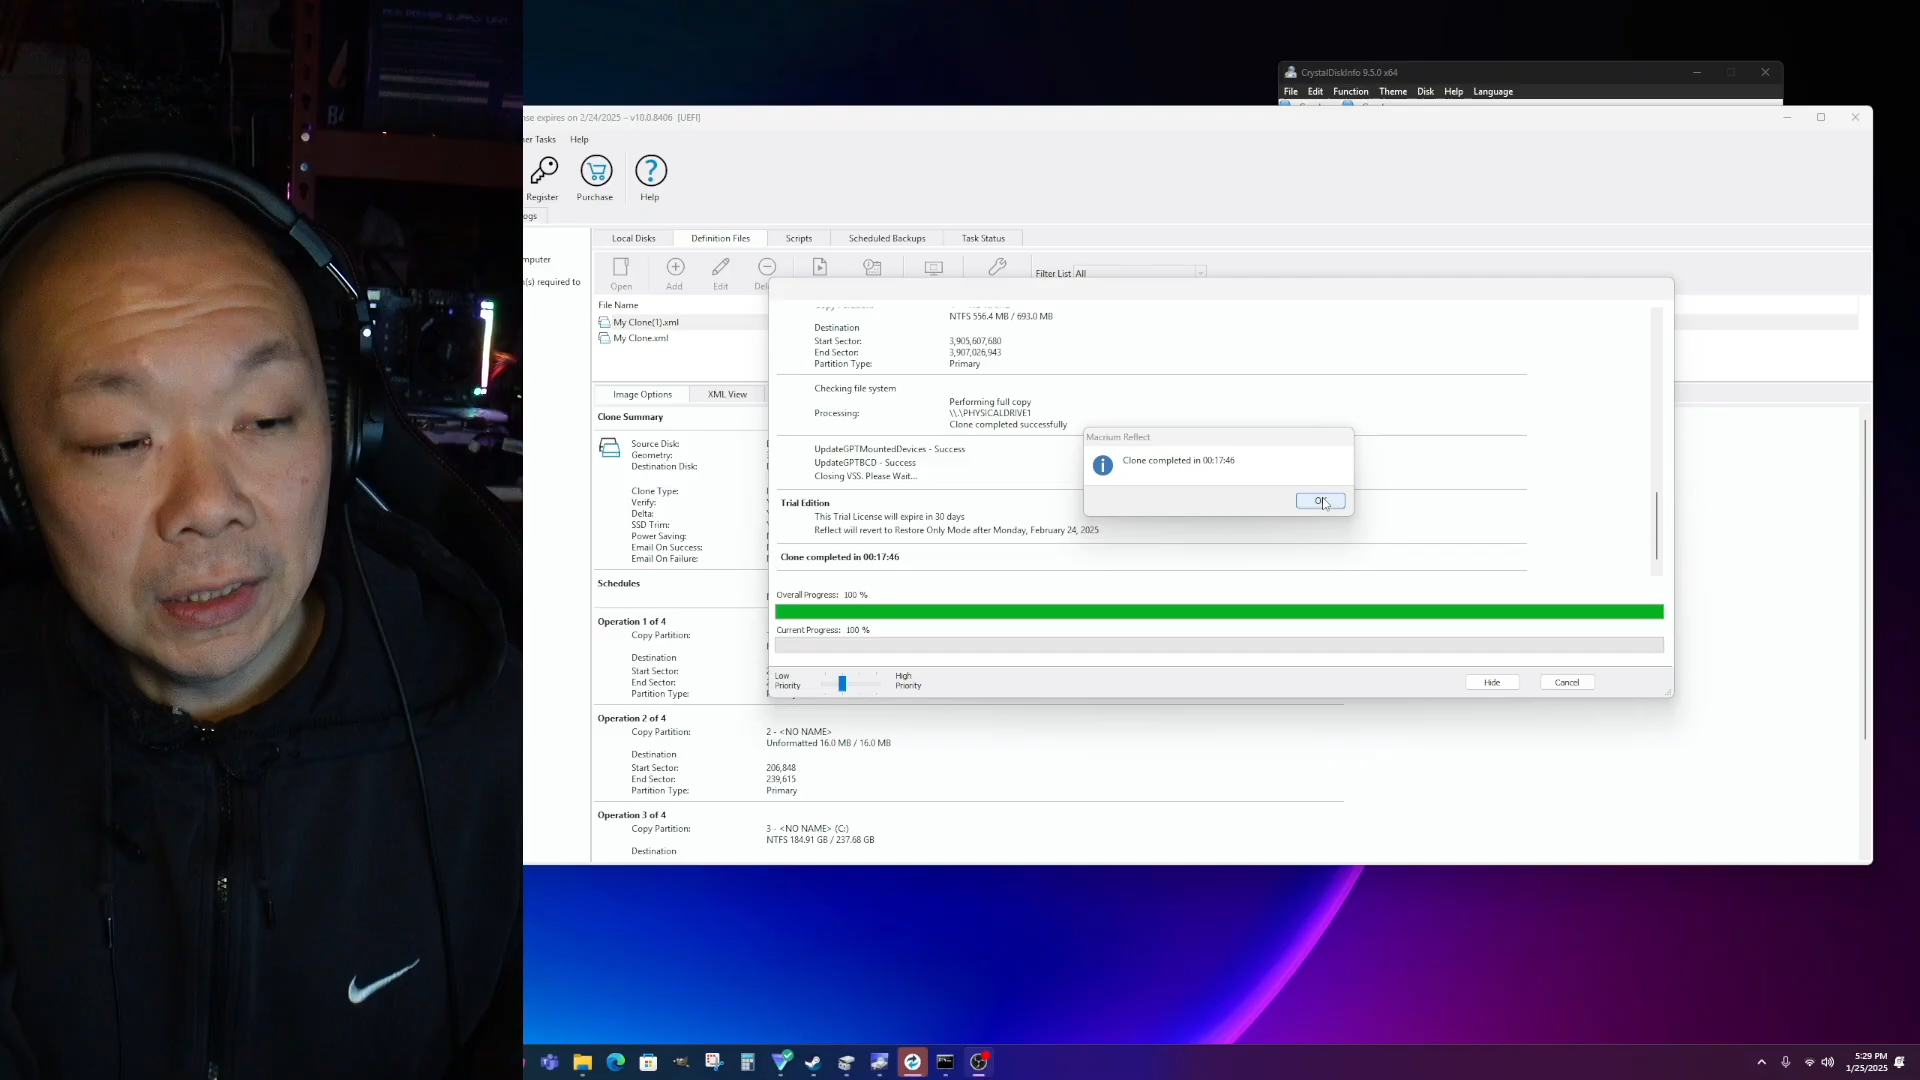 CrystalDiskInfo 9.5.0 x64
File Edit Function Theme Disk Help Language
se expires on 2/24/2025 – v10.0.8406 [UEFI]
er Tasks Help
Register Purchase Help
ogs
Local Disks Definition Files Scripts Scheduled Backups Task Status
mputer
(s) required to
Open Add Edit Filter List All
File Name
My Clone(1).xml
My Clone.xml
NTFS 556.4 MB / 693.0 MB
Destination
Start Sector: 3,905,607,680
End Sector: 3,907,026,943
Partition Type: Primary
Checking file system
Performing full copy
Processing: \\.\PHYSICALDRIVE1
Clone completed successfully
UpdateGPTMountedDevices - Success
UpdateGPTBCD - Success
Closing VSS. Please Wait...
Trial Edition
This Trial License will expire in 30 days
Reflect will revert to Restore Only Mode after Monday, February 24, 2025
Clone completed in 00:17:46
Overall Progress: 100 %
Current Progress: 100 %
Low Priority
High Priority
Hide Cancel
Macrium Reflect
Clone completed in 00:17:46
Image Options XML View
Clone Summary
Source Disk:
Geometry:
Destination Disk:
Clone Type:
Verify:
Delta:
SSD Trim:
Power Saving:
Email On Success:
Email On Failure:
Schedules
Operation 1 of 4
Copy Partition:
Destination
Start Sector:
End Sector:
Partition Type:
Operation 2 of 4
Copy Partition: 2 - <NO NAME>
Unformatted 16.0 MB / 16.0 MB
Destination
Start Sector: 206,848
End Sector: 239,615
Partition Type: Primary
Operation 3 of 4
Copy Partition: 3 - <NO NAME> (C:)
NTFS 184.91 GB / 237.68 GB
Destination
5:29 PM
1/25/2025